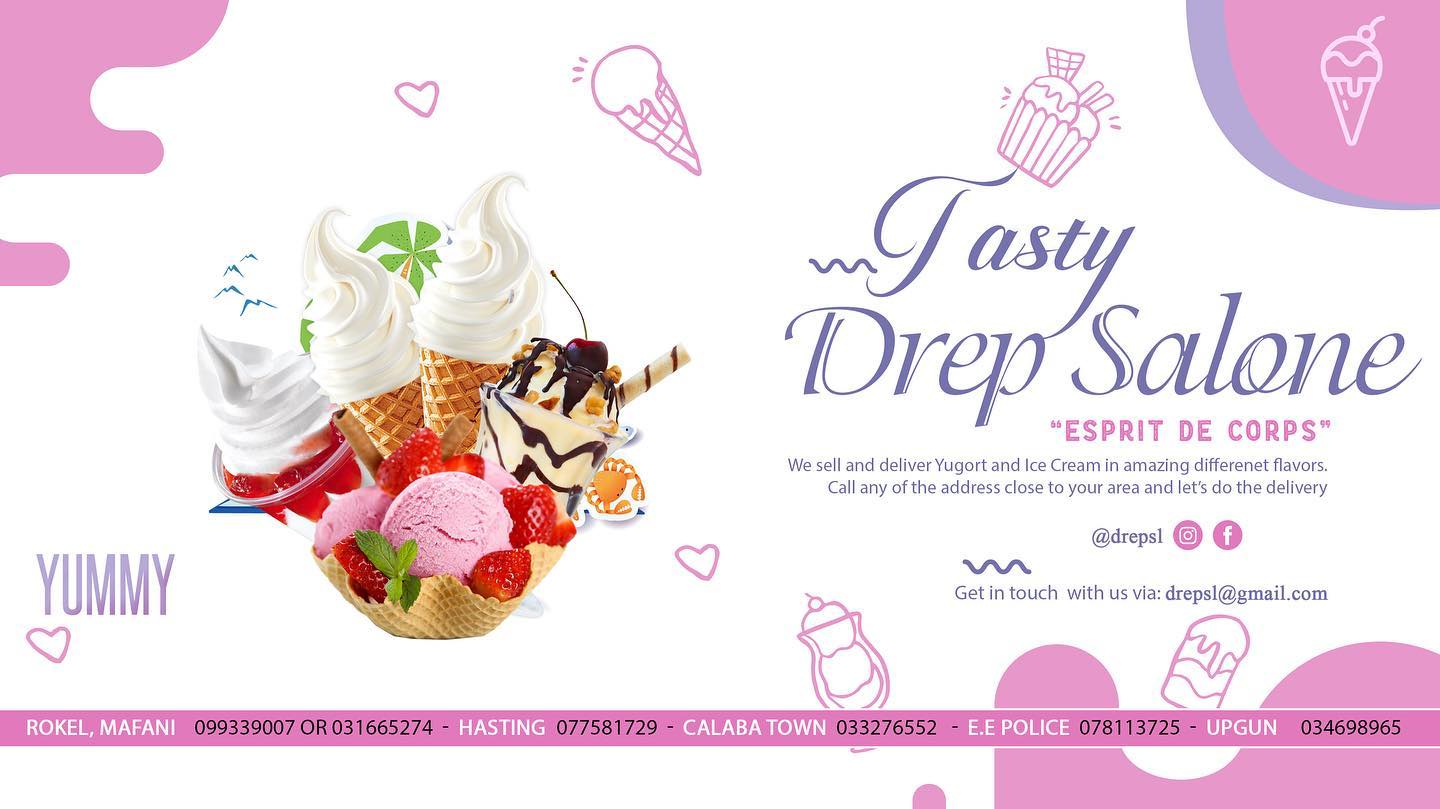 Tasty
Drep Salone
“ESPRIT DE CORPS”
We sell and deliver Yugort and Ice Cream in amazing differenet flavors.
Call any of the address close to your area and let’s do the delivery
@drepsl
Get in touch with us via: drepsl@gmail.com
YUMMY
ROKEL, MAFANI 099339007 OR 031665274 - HASTING 077581729 - CALABA TOWN 033276552 - E.E POLICE 078113725 - UPGUN 034698965